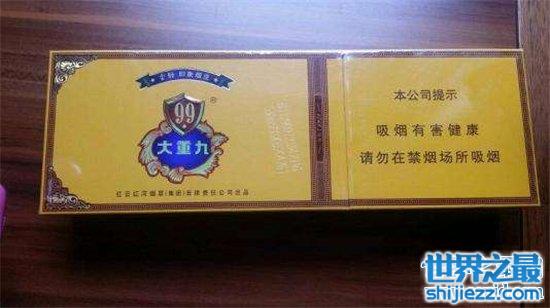 99
®
大重九
红云红河烟草(集团)有限责任公司出品
本公司提示
吸烟有害健康
请勿在禁烟场所吸烟
世界之最
shijiezz.com